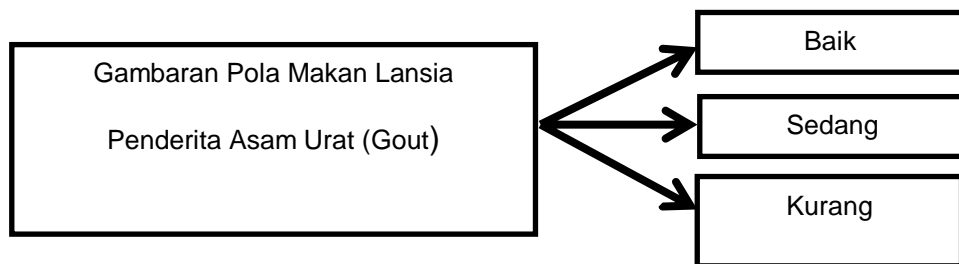 Gambaran Pola Makan Lansia
Penderita Asam Urat (Gout)
Baik
Sedang
Kurang